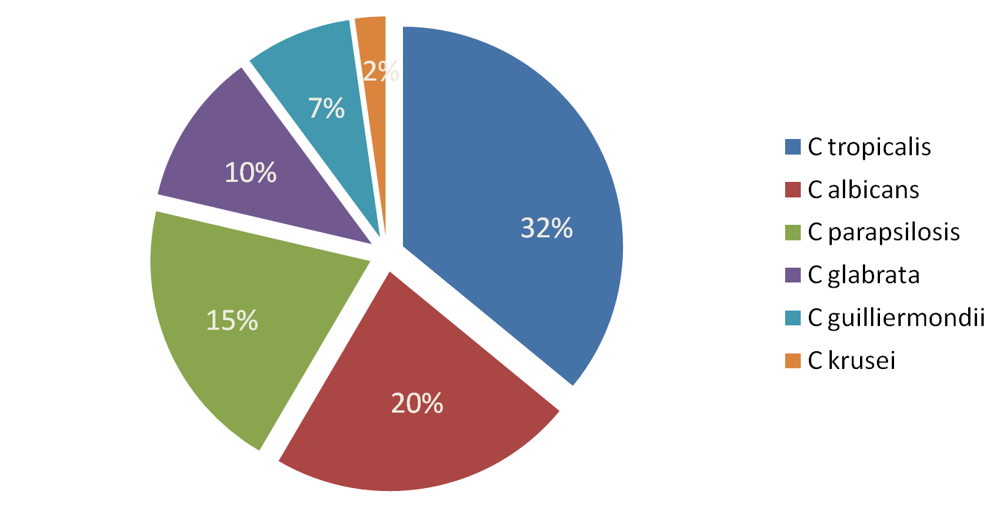 2%
7%
10%
32%
15%
20%
C tropicalis
C albicans
C parapsilosis
C glabrata
C guilliermondii
C krusei